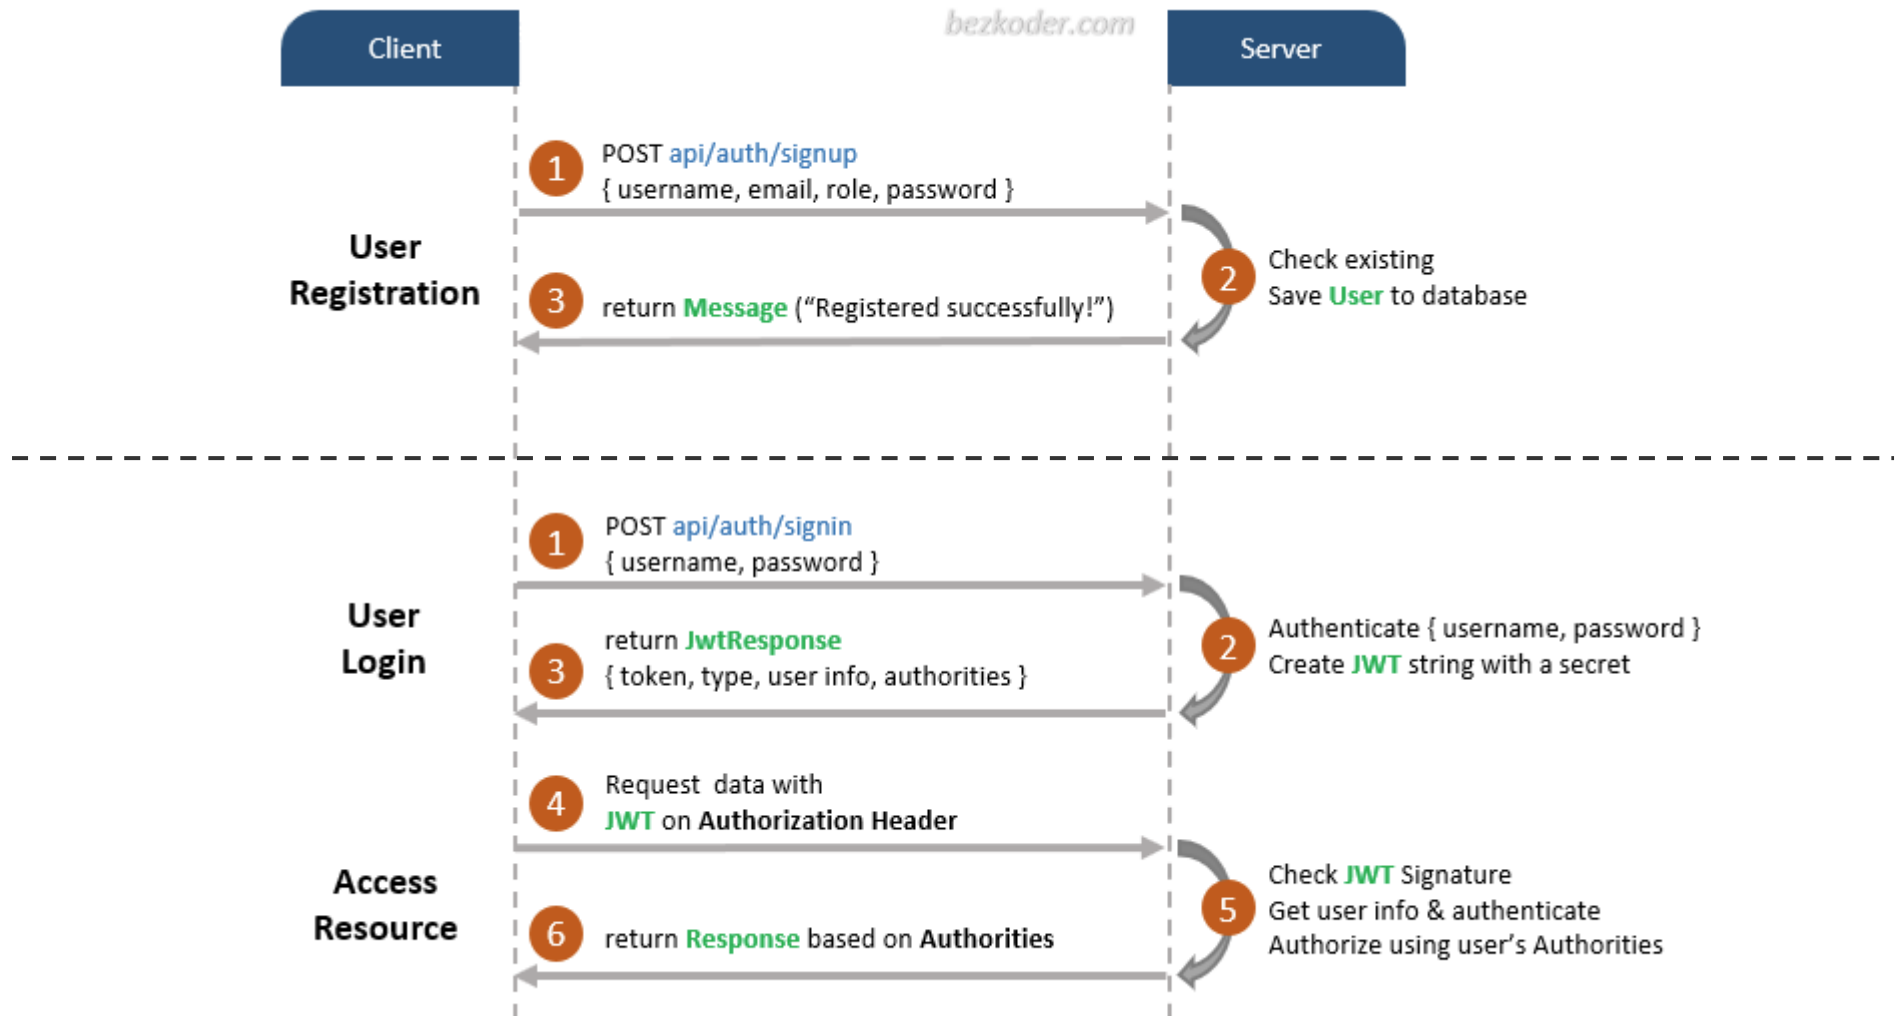 bezkoder.com
Client
Server
User
Registration
1
POST api/auth/signup
{ username, email, role, password }
2
Check existing
Save User to database
3
return Message (“Registered successfully!”)
User
Login
1
POST api/auth/signin
{ username, password }
2
Authenticate { username, password }
Create JWT string with a secret
3
return JwtResponse
{ token, type, user info, authorities }
Access
Resource
4
Request  data with
JWT on Authorization Header
5
Check JWT Signature
Get user info & authenticate
Authorize using user’s Authorities
6
return Response based on Authorities